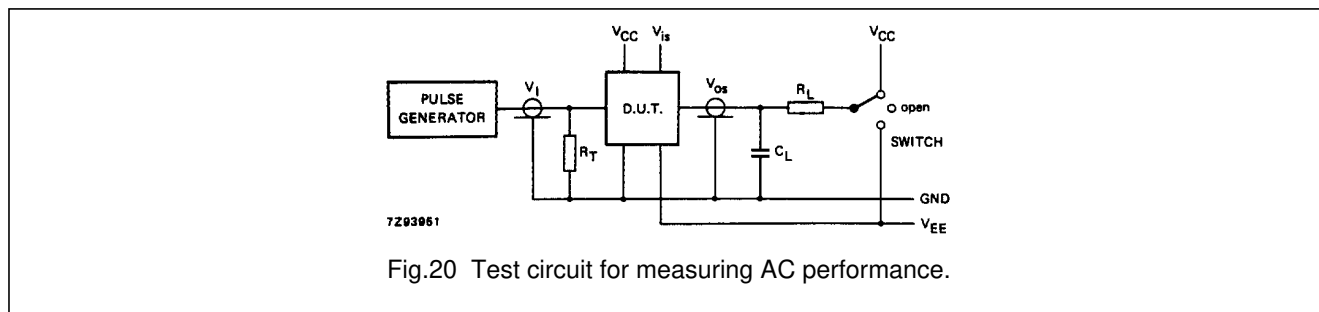 VCC Vis VCC
PULSE GENERATOR
VI
D.U.T.
Vos
RL
open
SWITCH
RT
CL
GND
VEE
7Z93951
Fig.20 Test circuit for measuring AC performance.